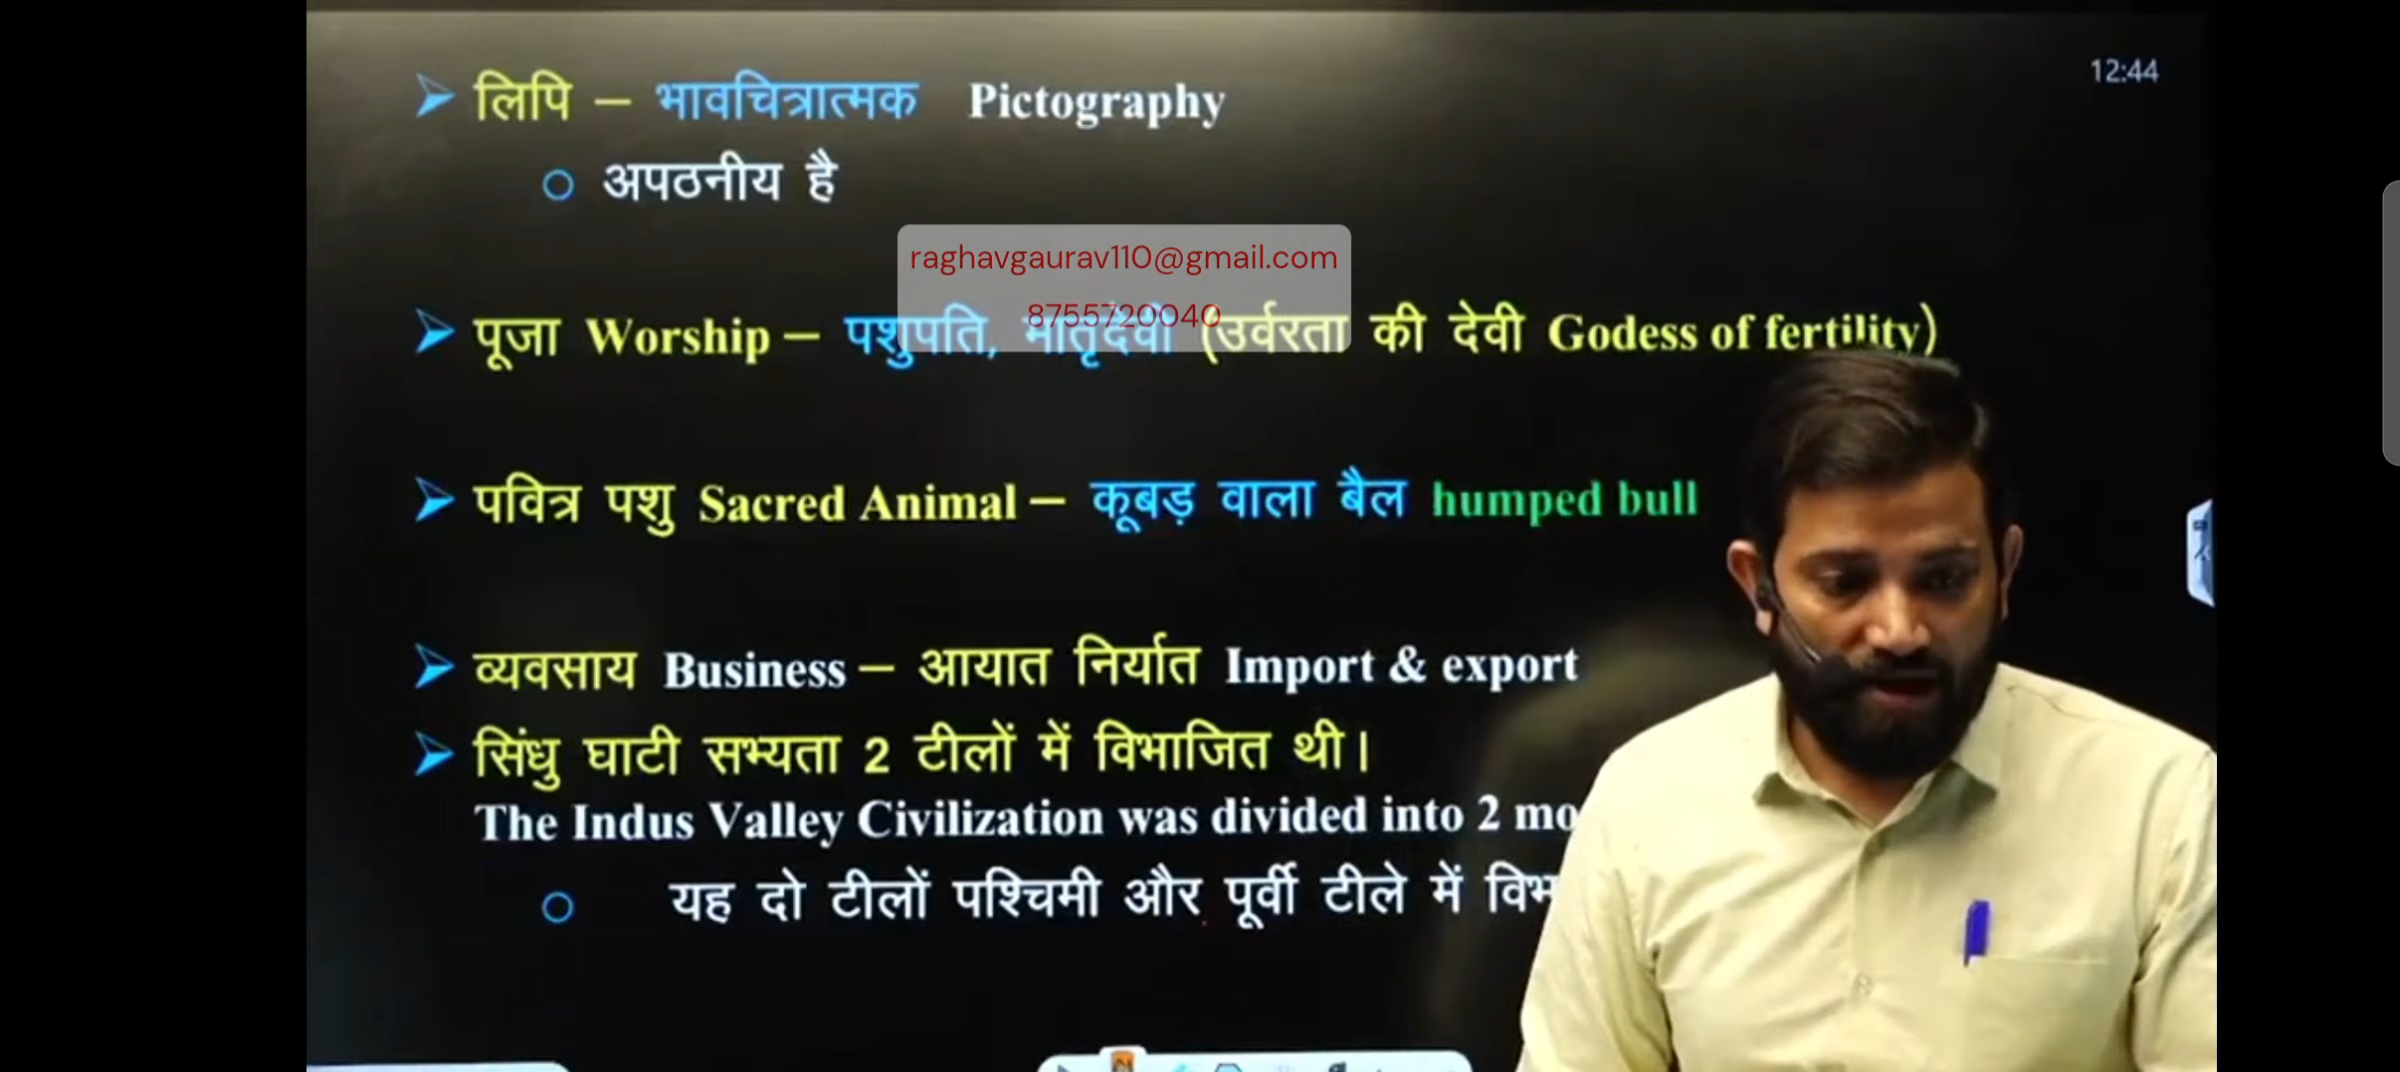 12:44
लिपि – भावचित्रात्मक Pictography
अपठनीय है
raghavgaurav110@gmail.com
8755720040
पूजा Worship – पशुपति, मातृदेवी (उर्वरता की देवी Godess of fertility)
पवित्र पशु Sacred Animal – कूबड़ वाला बैल humped bull
व्यवसाय Business – आयात निर्यात Import & export
सिंधु घाटी सभ्यता 2 टीलों में विभाजित थी।
The Indus Valley Civilization was divided into 2
यह दो टीलों पश्चिमी और पूर्वी टीले में